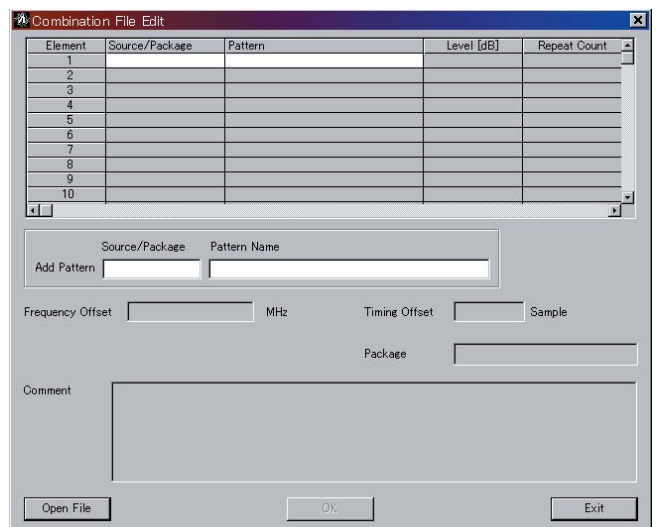 Combination File Edit
Element Source/Package Pattern Level [dB] Repeat Count
1
2
3
4
5
6
7
8
9
10
Source/Package Pattern Name
Add Pattern
Frequency Offset MHz Timing Offset Sample
Package
Comment
Open File OK Exit